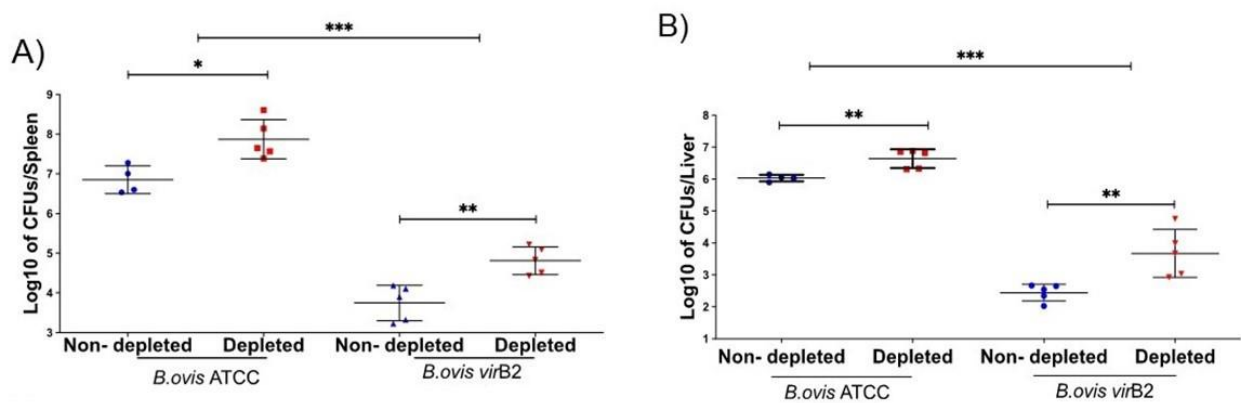 A)
***
*
**
Log10 of CFUs/Spleen
9
8
7
6
5
4
3
Non- depleted Depleted Non- depleted Depleted
B.ovis ATCC B.ovis virB2
B)
***
**
**
Log10 of CFUs/Liver
8
7
6
5
4
3
2
1
Non- depleted Depleted Non- depleted Depleted
B.ovis ATCC B.ovis virB2